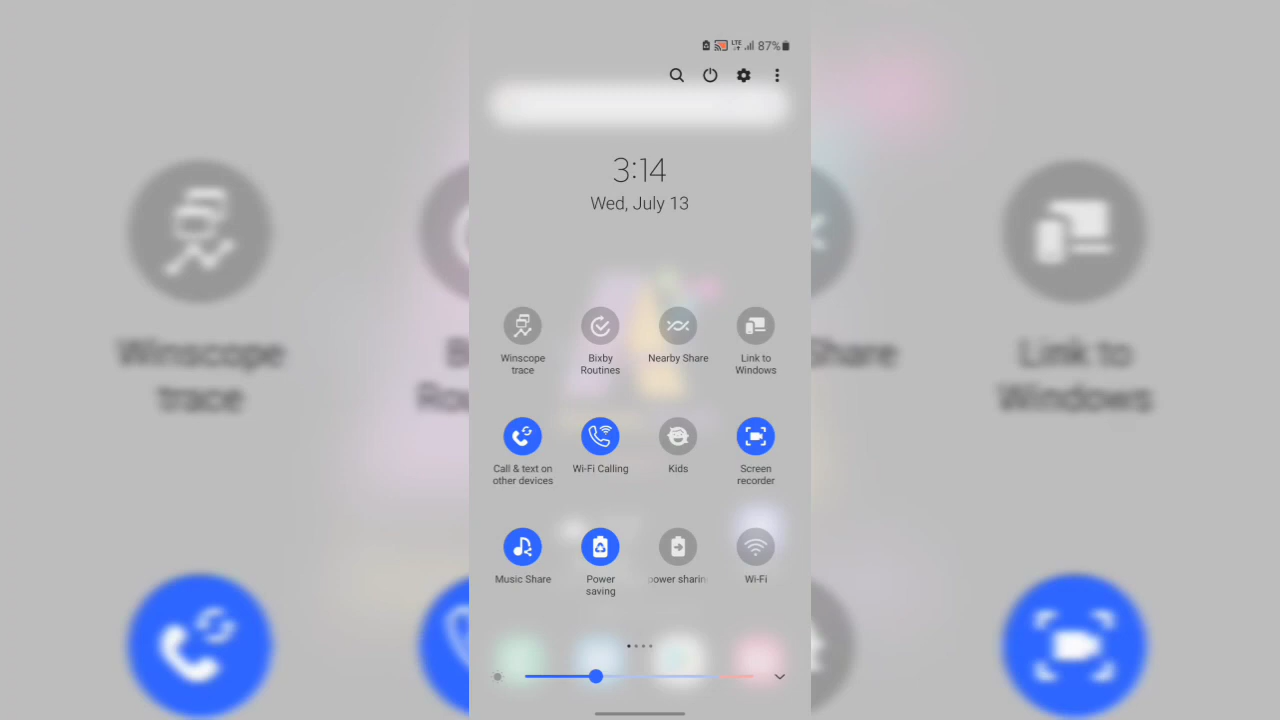 LTE 87%
3:14
Wed, July 13
Winscope trace
Bixby Routines
Nearby Share
Link to Windows
Call & text on other devices
Wi-Fi Calling
Kids
Screen recorder
Music Share
Power saving
power sharin
Wi-Fi
Winscope trace
Share
Link to Windows